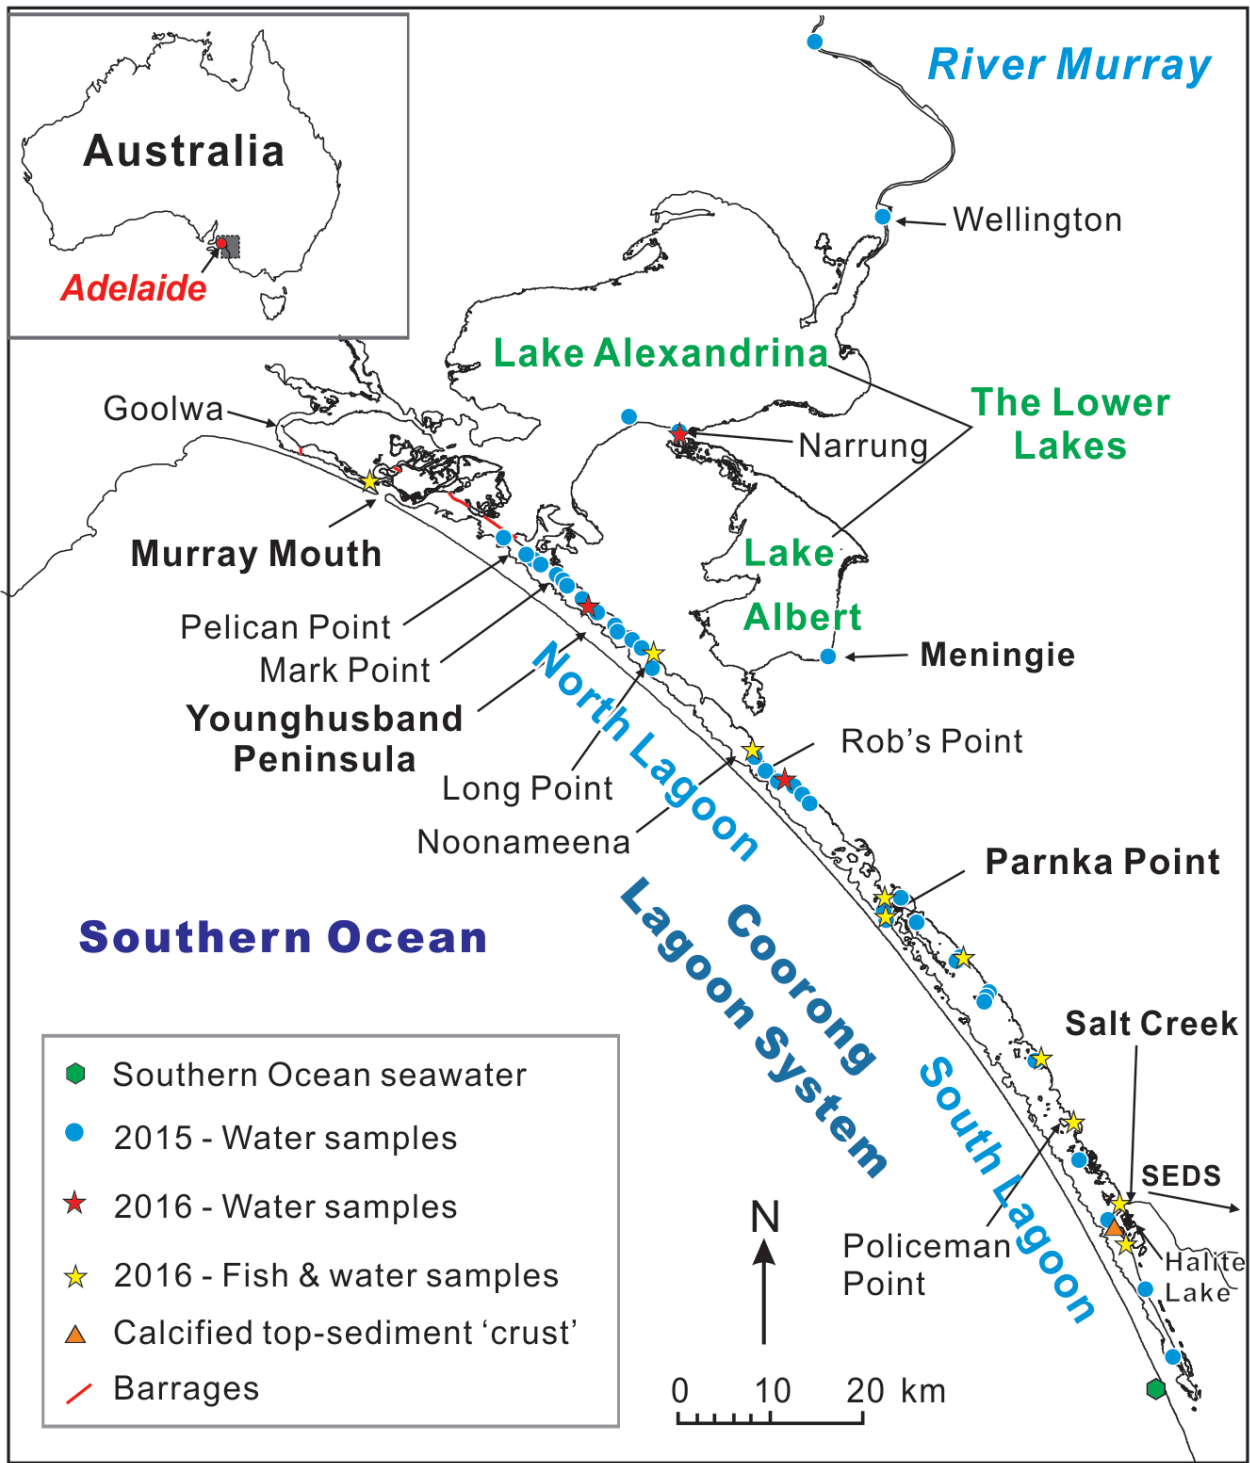 River Murray
Australia
Adelaide
Wellington
Lake Alexandrina
The Lower
Lakes
Goolwa
Narrung
Murray Mouth
Lake
Albert
Pelican Point
Mark Point
Meningie
Younghusband
Peninsula
North Lagoon
Rob's Point
Long Point
Noonameena
Parnka Point
Southern Ocean
Coorong
Lagoon System
Salt Creek
South Lagoon
SEDS
Policeman
Point
Halite
Lake
Southern Ocean seawater
2015 - Water samples
2016 - Water samples
2016 - Fish & water samples
Calcified top-sediment ‘crust’
Barrages
N
0 10 20 km